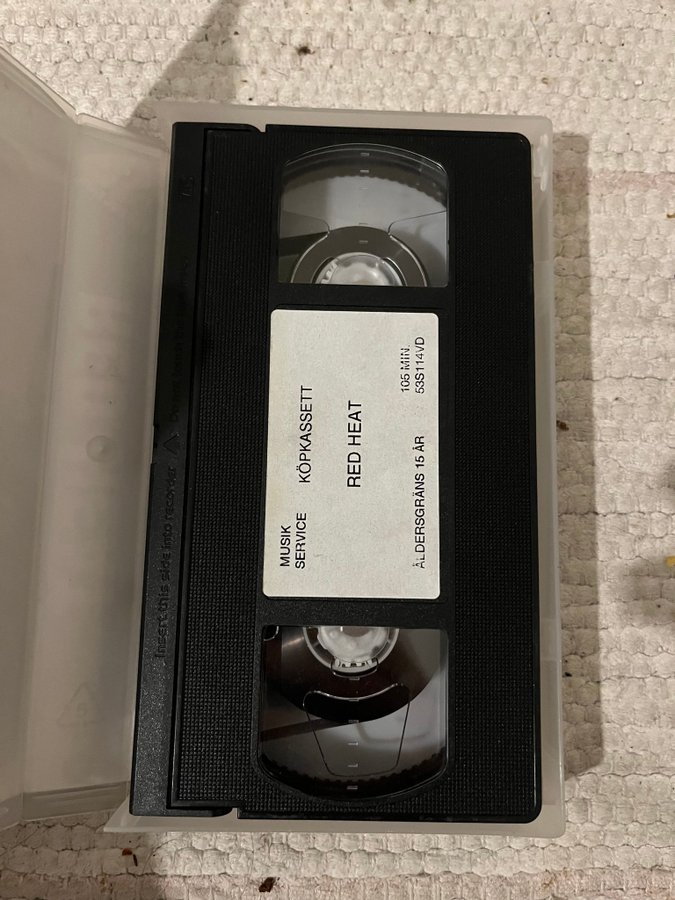 MUSIK
SERVICE
KÖPKASSETT
RED HEAT
105 MIN.
ÅLDERSGRÄNS 15 ÅR
53S114VD
Insert this side into recorder